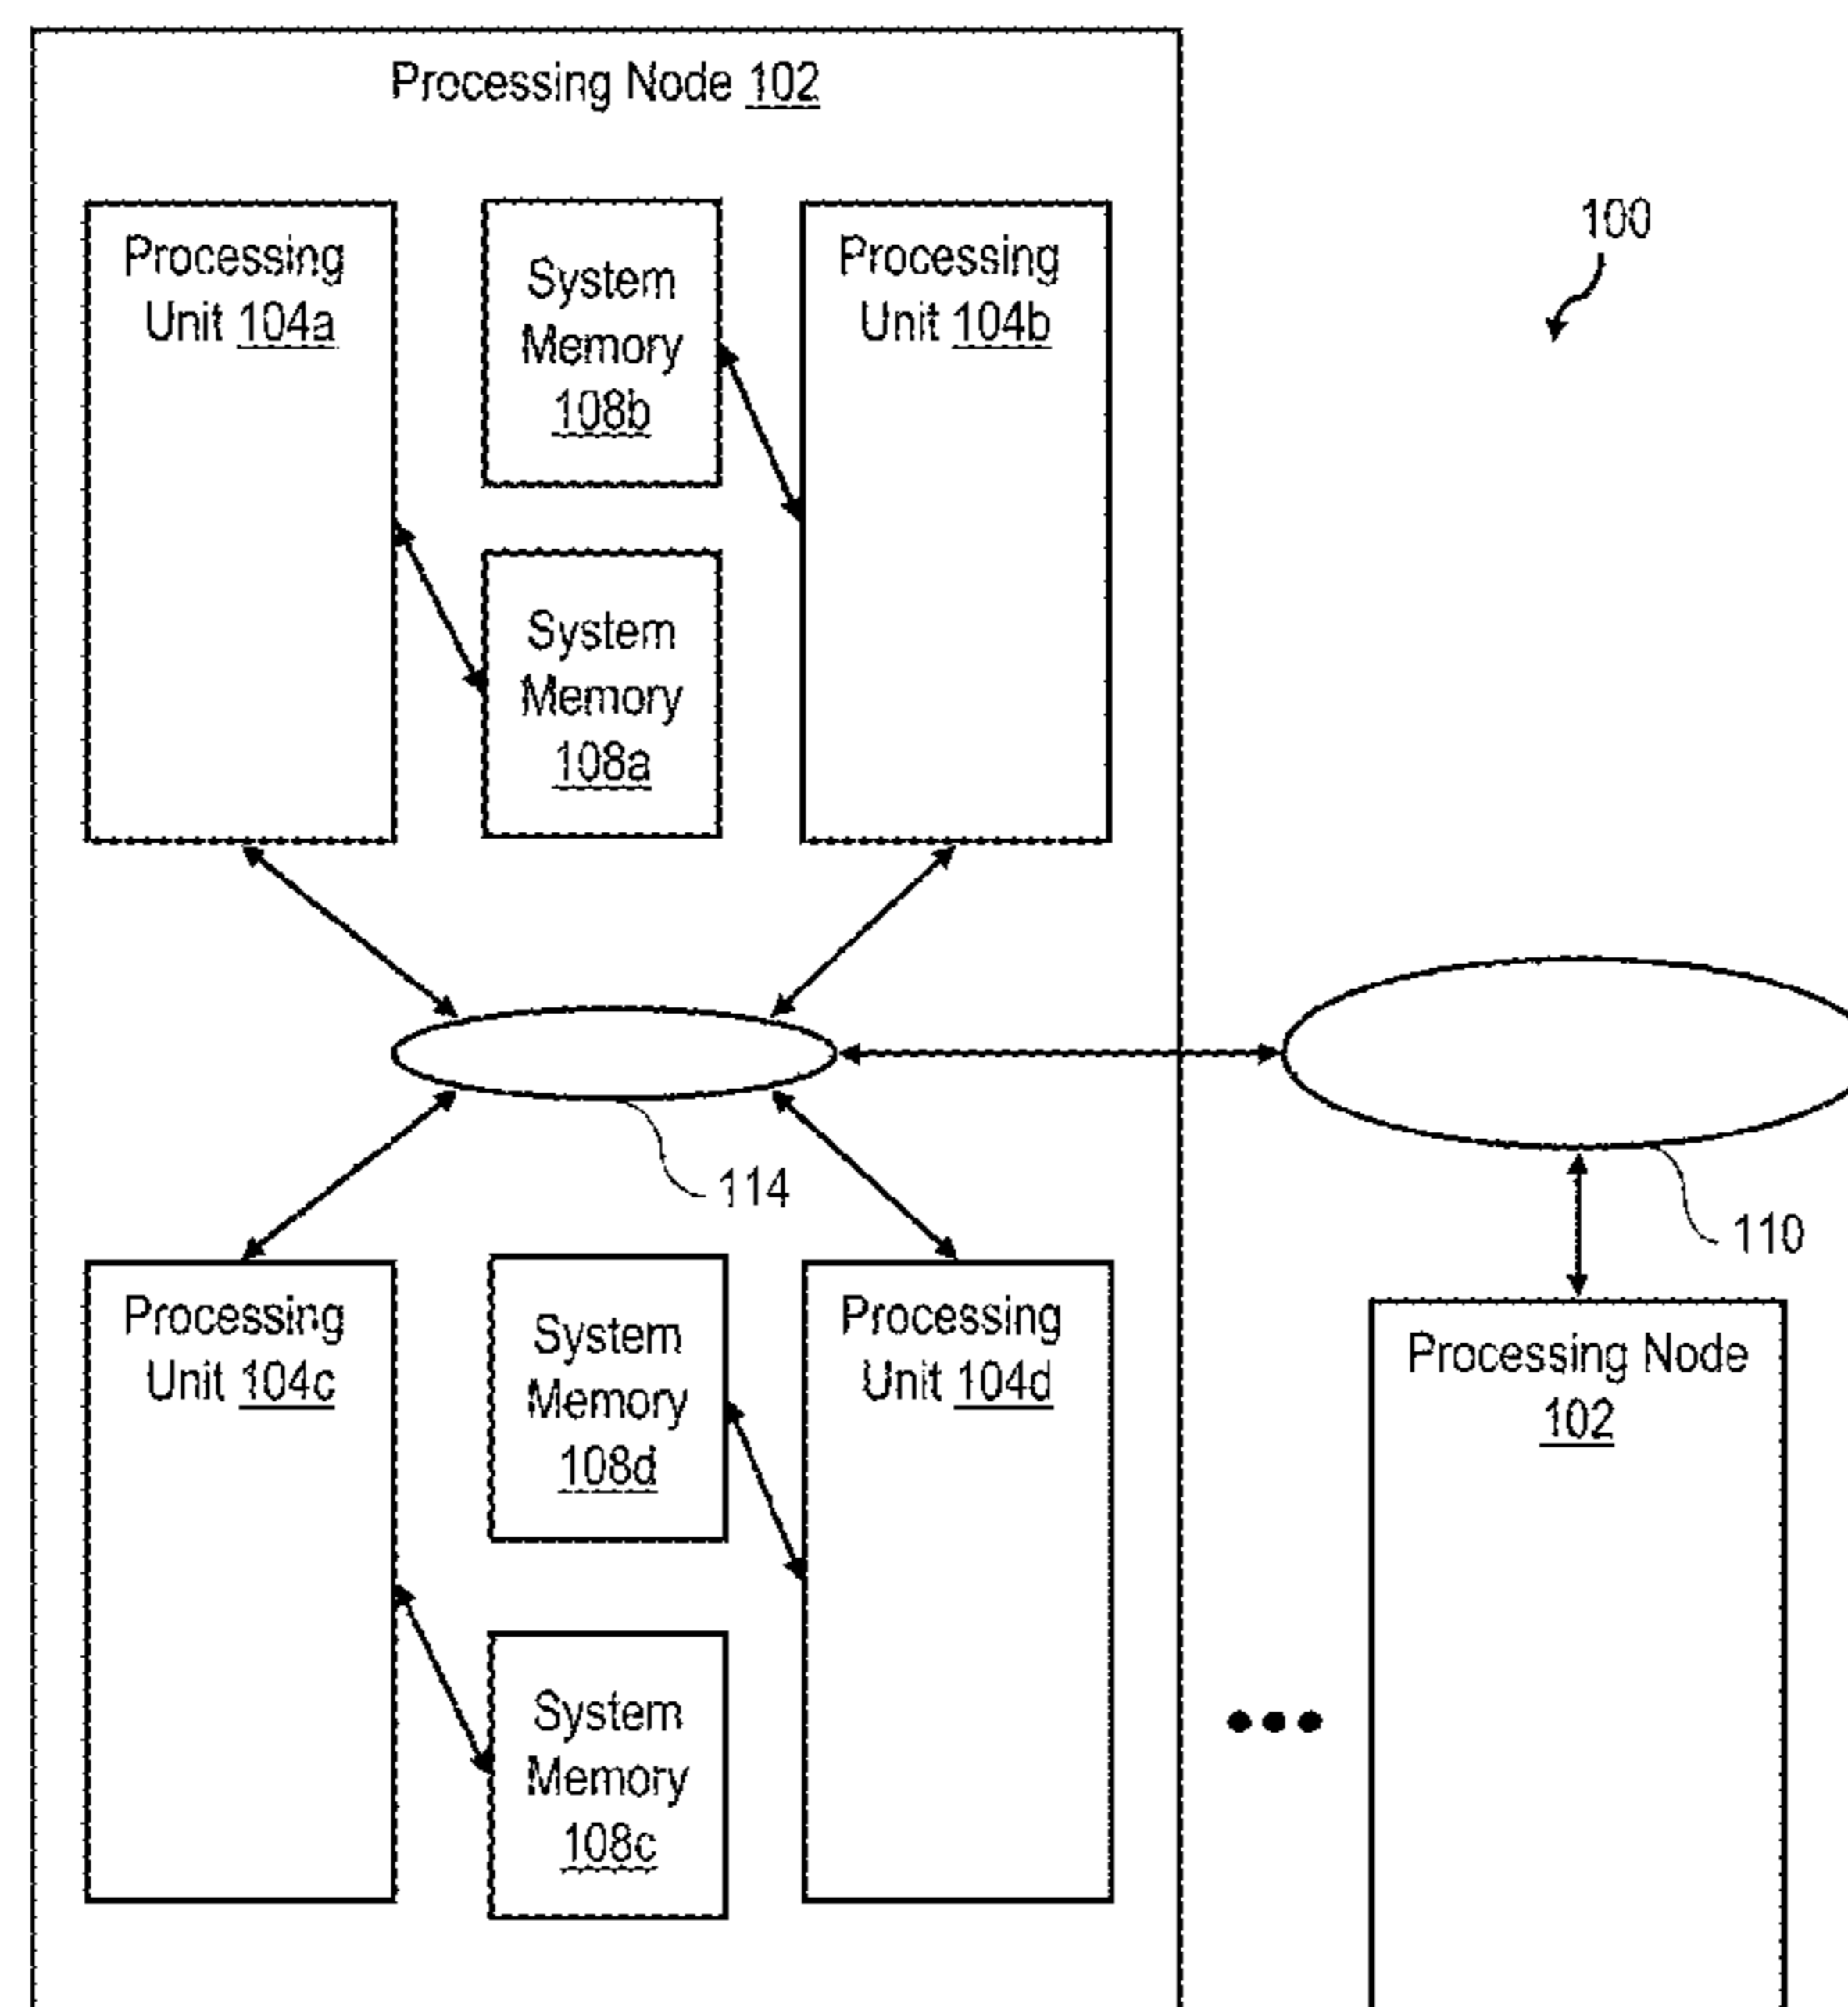 Processing Node 102
Processing
Unit 104a
System
Memory
108b
Processing
Unit 104b
100
System
Memory
108a
114
110
Processing
Unit 104c
System
Memory
108d
Processing
Unit 104d
Processing Node
102
System
Memory
108c